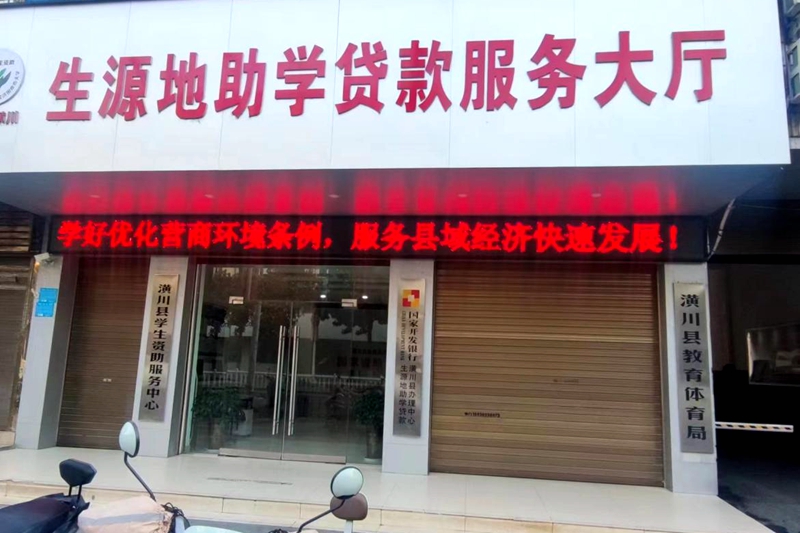 生源地助学贷款服务大厅
学好优化营商环境条例，服务县域经济快速发展！
潢川县学生资助服务中心
国家开发银行
潢川县办理中心
生源地助学贷款
潢川县教育体育局